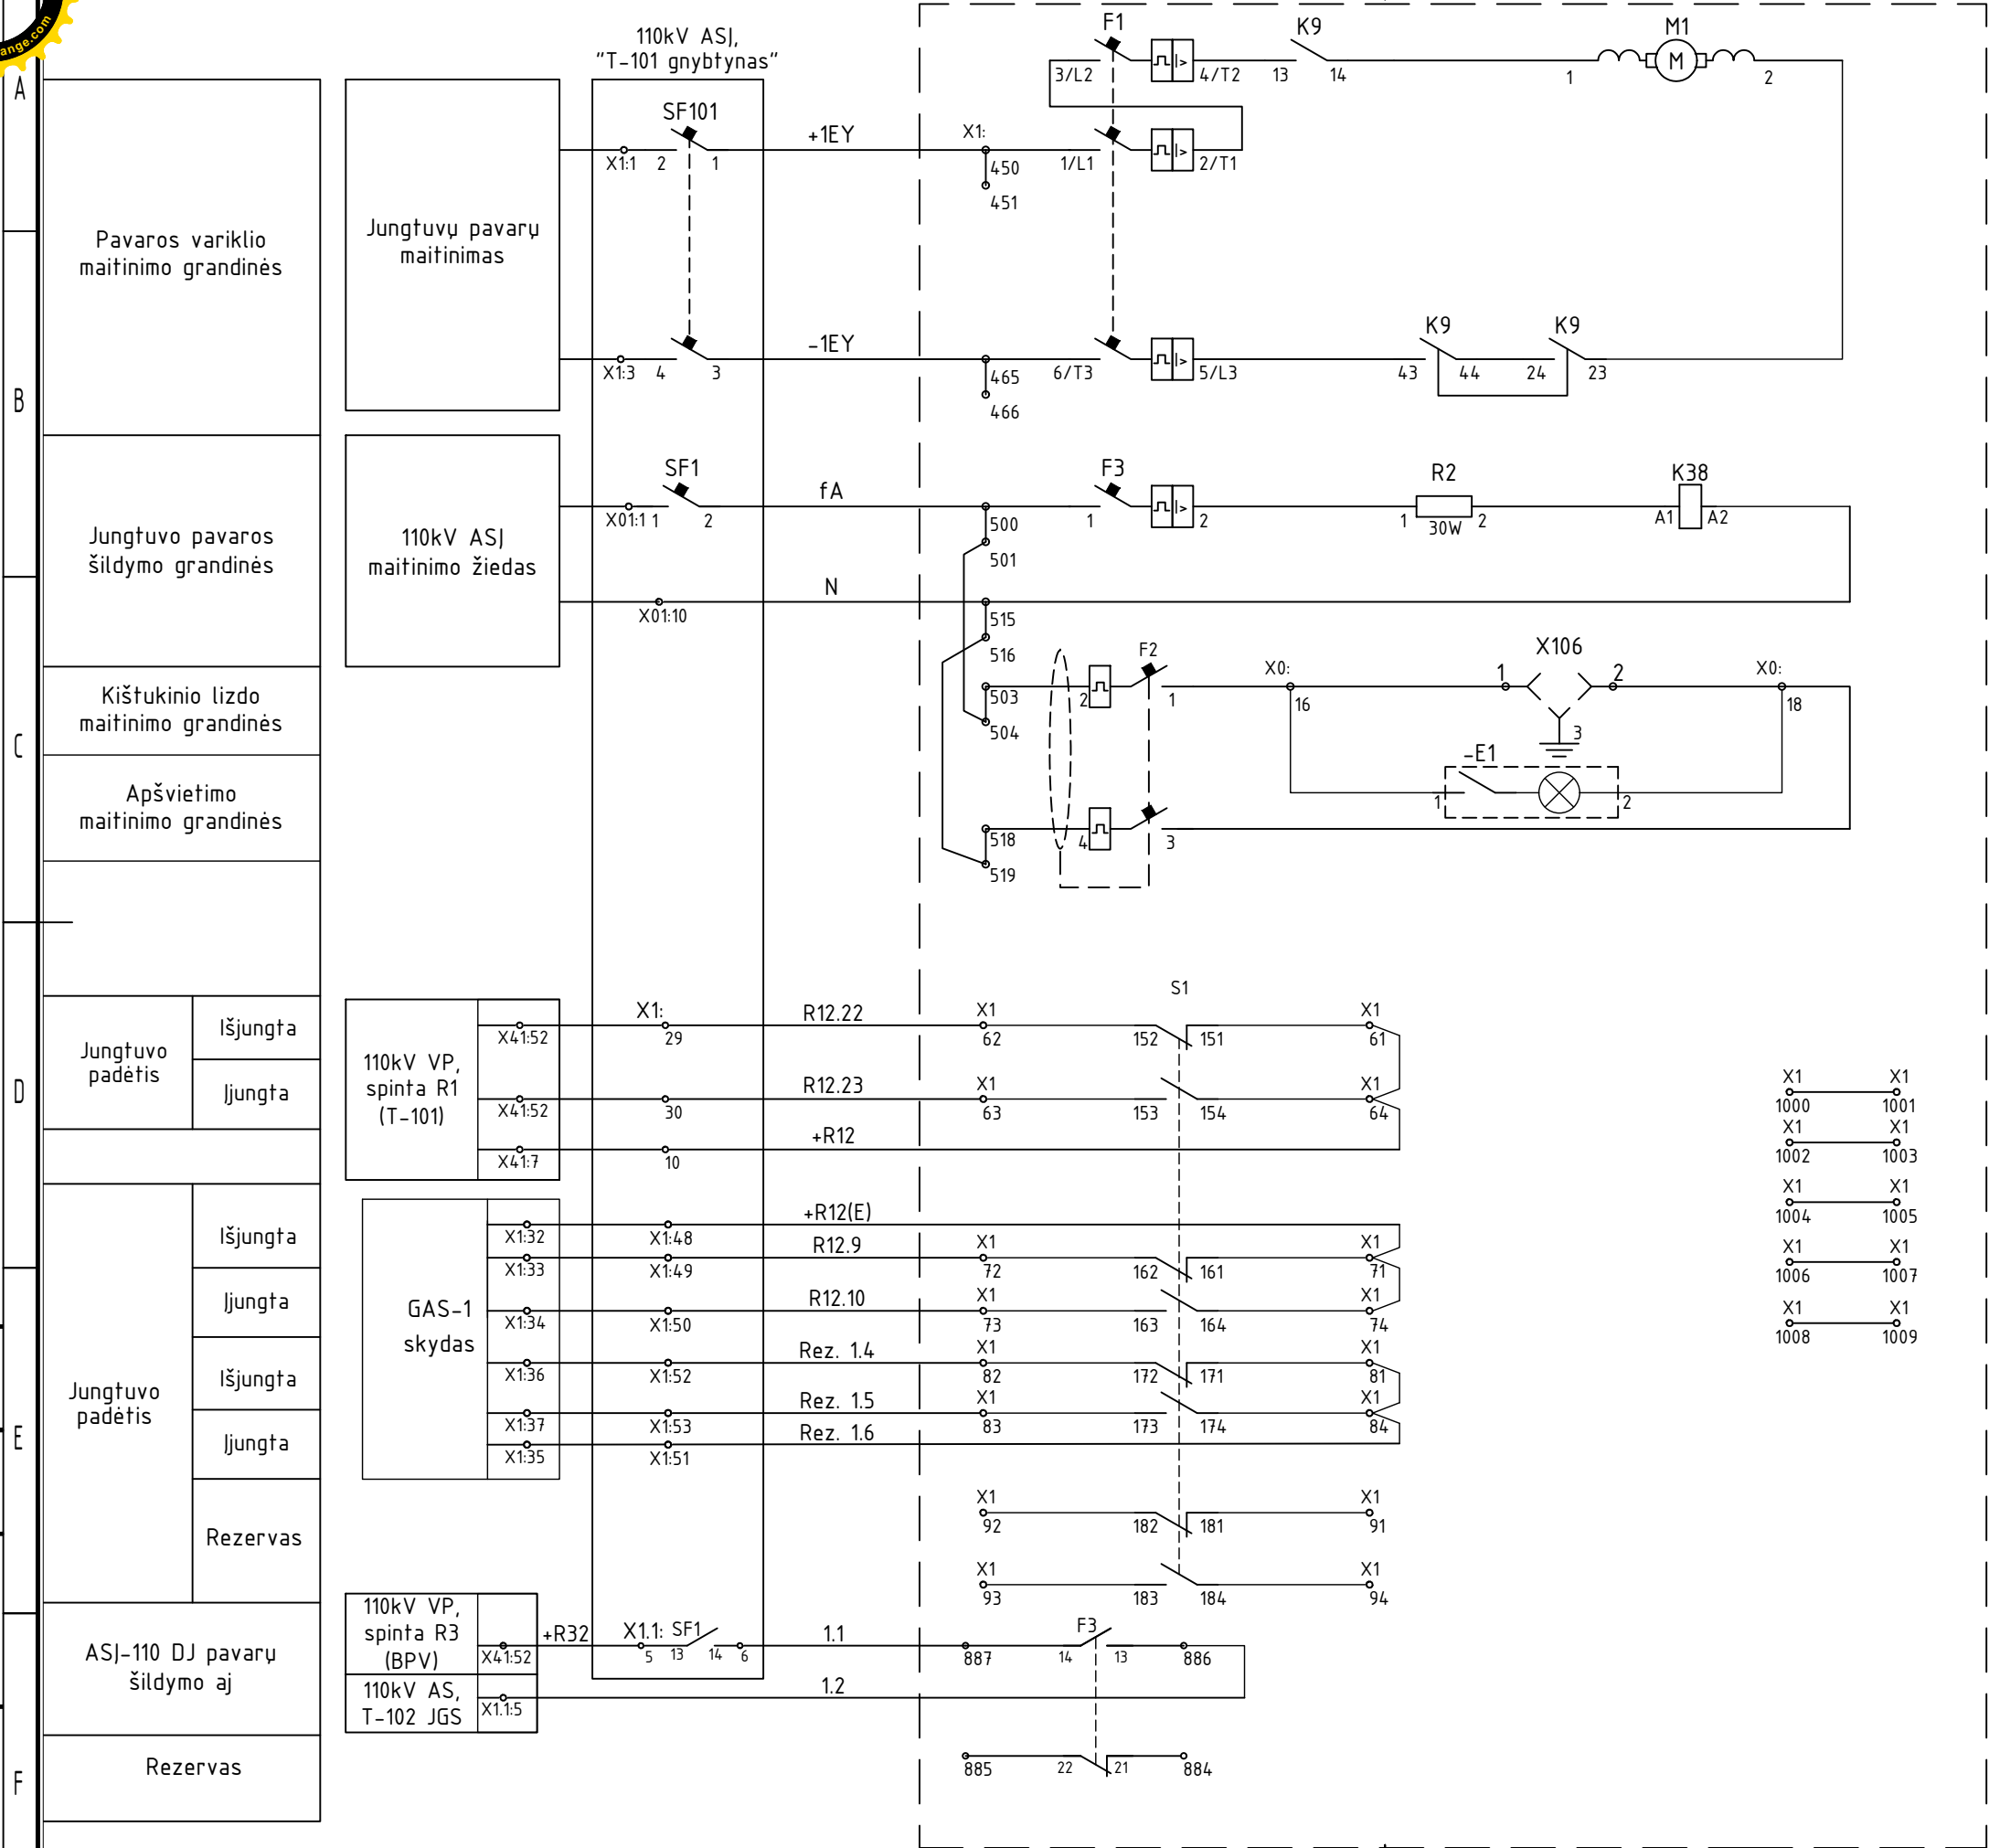 ange.com
A
B
C
D
E
F
Pavaros variklio
maitinimo grandinės
Jungtuvo pavaros
šildymo grandinės
Kištukinio lizdo
maitinimo grandinės
Apšvietimo
maitinimo grandinės
Jungtuvo
padėtis
Išjungta
Įjungta
Jungtuvo
padėtis
Išjungta
Įjungta
Išjungta
Įjungta
Rezervas
ASĮ-110 DJ pavarų
šildymo aj
Rezervas
Jungtuvų pavarų
maitinimas
110kV ASĮ
maitinimo žiedas
110kV VP,
spinta R1
(T-101)
X41:52
X41:52
X41:7
GAS-1
skydas
X1:32
X1:33
X1:34
X1:36
X1:37
X1:35
110kV VP,
spinta R3
(BPV)
X41:52
110kV AS,
T-102 JGS
X1.1:5
110kV ASĮ,
"T-101 gnybtynas"
SF101
X1:1 2 1
+1EY
X1:
450
451
F1
3/L2 4/T2
1/L1 2/T1
K9
13 14
M1
M
1 2
X1:3 4 3
-1EY
465
466
6/T3 5/L3
K9
43 44
K9
24 23
SF1
X01:1 1 2
fA
500
501
F3
1 2
R2
1 30W 2
K38
A1 A2
X01:10
N
515
516
503
504
518
519
F2
2 1
4 3
X0:
16
X106
1 2
3
X0:
18
-E1
1 2
S1
X1:
29
R12.22
X1
62
152 151
X1
61
30
R12.23
X1
63
153 154
X1
64
10
+R12
X1:48
+R12(E)
X1:49
R12.9
X1
72
162 161
X1
71
X1:50
R12.10
X1
73
163 164
X1
74
X1:52
Rez. 1.4
X1
82
172 171
X1
81
X1:53
Rez. 1.5
X1
83
173 174
X1
84
X1:51
Rez. 1.6
X1
92
182 181
X1
91
X1
93
183 184
X1
94
+R32
X1.1: SF1
5 13 14 6
1.1
887
F3
14 13
886
1.2
885
22 21
884
X1 X1
1000 1001
X1 X1
1002 1003
X1 X1
1004 1005
X1 X1
1006 1007
X1 X1
1008 1009